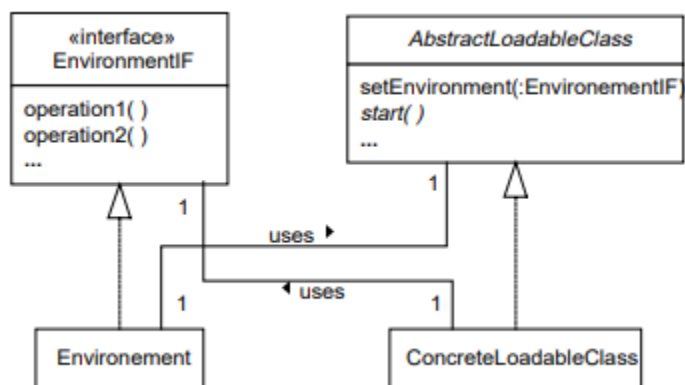 «interface»
EnvironmentIF
operation1( )
operation2( )
...
AbstractLoadableClass
setEnvironment(:EnvironementIF)
start( )
...
1
1
uses
uses
1
1
Environement
ConcreteLoadableClass